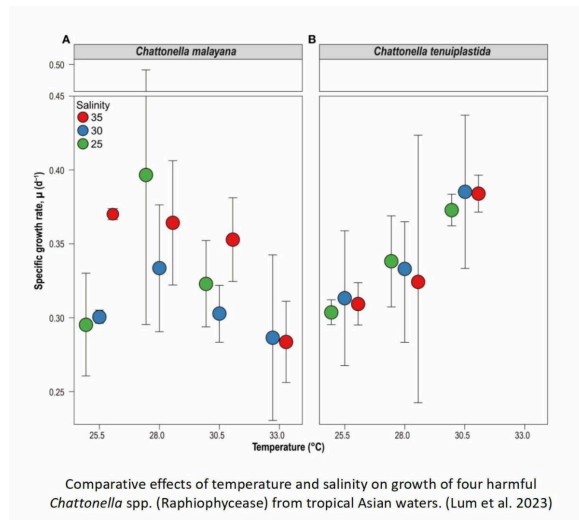 A
B
Chattonella malayana
Chattonella tenuiplastida
0.50
0.45
Salinity
35
30
25
0.40
0.35
0.30
0.25
Specific growth rate, μ (d⁻¹)
25.5 28.0 30.5 33.0
25.5 28.0 30.5 33.0
Temperature (°C)
Comparative effects of temperature and salinity on growth of four harmful
Chattonella spp. (Raphiophycease) from tropical Asian waters. (Lum et al. 2023)